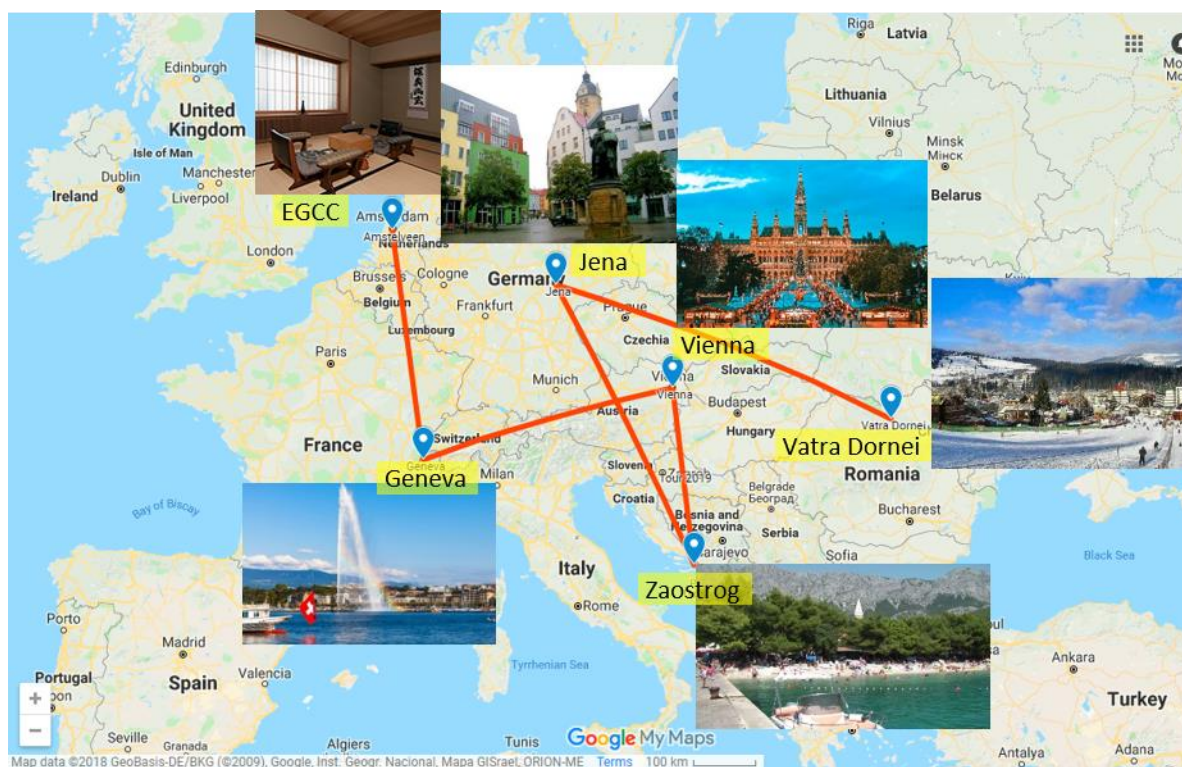 Riga
Latvia
Edinburgh
Lithuania
Vilnius
United
Kingdom
Isle of Man
Minsk
Мінск
Dublin
Manchester
Ireland
Liverpool
Belarus
EGCC
Amsterdam
Amstelveen
Netherlands
London
Jena
Brussels
Cologne
Germany
Jena
Belgium
Frankfurt
Prague
Luxembourg
Czechia
Vienna
Paris
Slovakia
Munich
Vienna
Budapest
Austria
Vatra Dornei
Hungary
France
Switzerland
Vatra Dornei
Geneva
Geneva
Milan
Slovenia
Zagreb
Tour 2019
Romania
Croatia
Belgrade
Београд
Bay of Biscay
Bosnia and
Herzegovina
Bucharest
Serbia
Sarajevo
Sofia
Black Sea
Italy
Zaostrog
Rome
Porto
Madrid
Ankara
Tyrrhenian Sea
Portugal
Spain
Valencia
Turkey
+
−
Seville
Granada
Algiers
Tunis
Google My Maps
Antalya
Adana
Map data ©2018 GeoBasis-DE/BKG (©2009), Google, Inst. Geogr. Nacional, Mapa GISrael, ORION-ME Terms 100 km